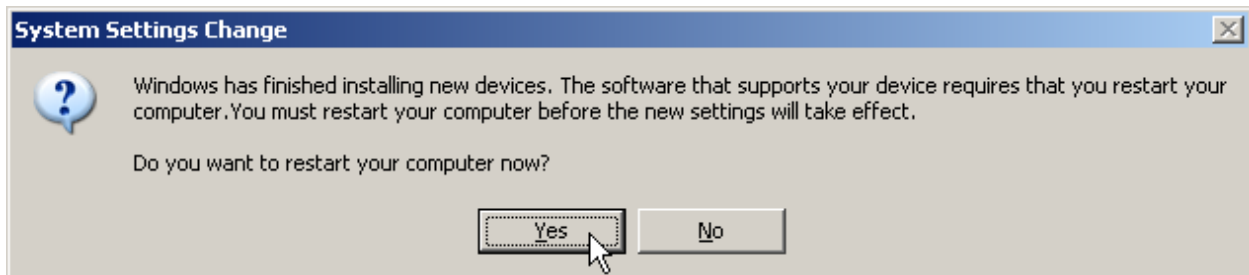 System Settings Change
Windows has finished installing new devices. The software that supports your device requires that you restart your
computer.You must restart your computer before the new settings will take effect.
Do you want to restart your computer now?
Yes No